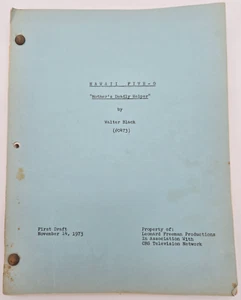 HAWAII FIVE-O
"Mother's Deadly Helper"
by
Walter Black
First Draft
November 14, 1973
Property of:
Leonard Freeman Productions
In Association With
CBS Television Network